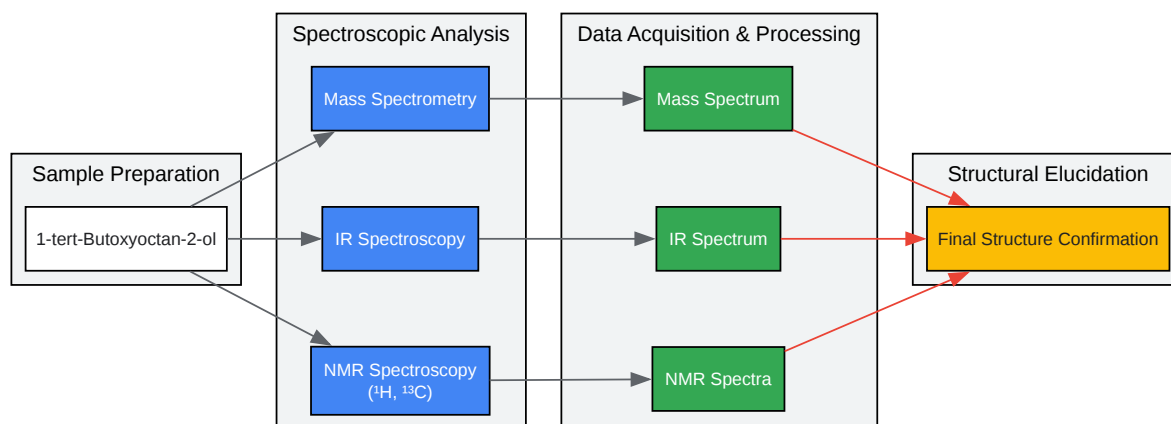 Spectroscopic Analysis
Data Acquisition & Processing
Mass Spectrometry
Mass Spectrum
Sample Preparation
Structural Elucidation
1-tert-Butoxyoctan-2-ol
IR Spectroscopy
IR Spectrum
Final Structure Confirmation
NMR Spectroscopy
(¹H, ¹³C)
NMR Spectra